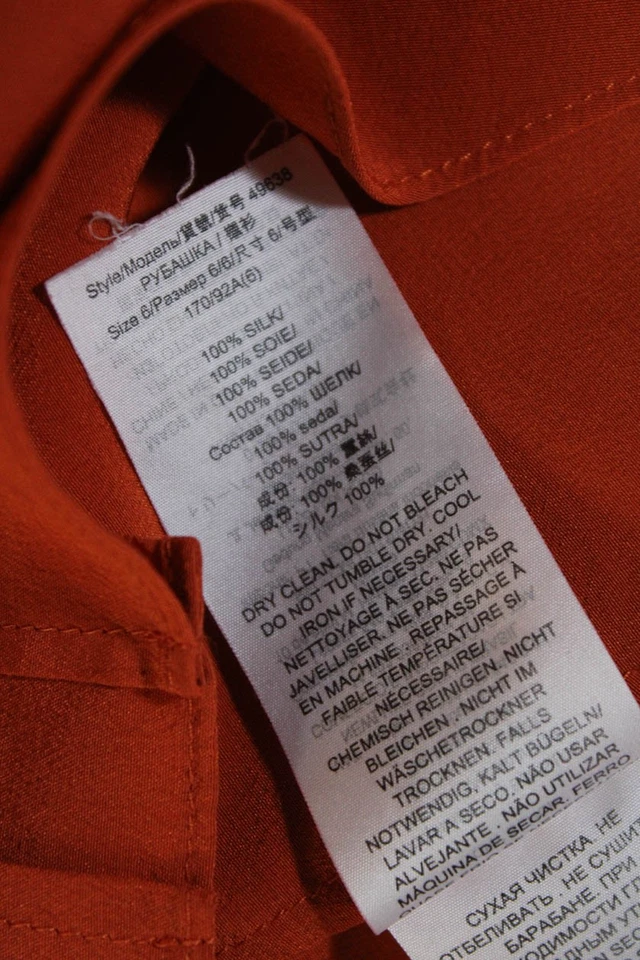 Style/Модель/貨號/货号 49638
РУБАШКА / 襯衫
Size 6/Размер 6/6/尺寸 6/号型
170/92A(6)
100% SILK/
100% SOIE/
100% SEIDE/
100% SEDA/
Состав 100% ШЕЛК/
100% seda/
100% SUTRA/
成份: 100% 蠶絲/
成份: 100% 桑蚕丝/
シルク 100%
DRY CLEAN. DO NOT BLEACH
DO NOT TUMBLE DRY. COOL
IRON IF NECESSARY/
NETTOYAGE À SEC. NE PAS
JAVELLISER. NE PAS SÉCHER
EN MACHINE . REPASSAGE À
FAIBLE TEMPÉRATURE SI
NÉCESSAIRE/
CHEMISCH REINIGEN. NICHT
BLEICHEN . NICHT IM
WÄSCHETROCKNER
TROCKNEN. FALLS
NOTWENDIG, KALT BÜGELN/
LAVAR A SECO. NÃO USAR
ALVEJANTE . NÃO UTILIZAR
MÁQUINA DE SECAR. FERRO
СУХАЯ ЧИСТКА. НЕ
ОТБЕЛИВАТЬ . НЕ СУШИТ
БАРАБАНЕ. ПРИ